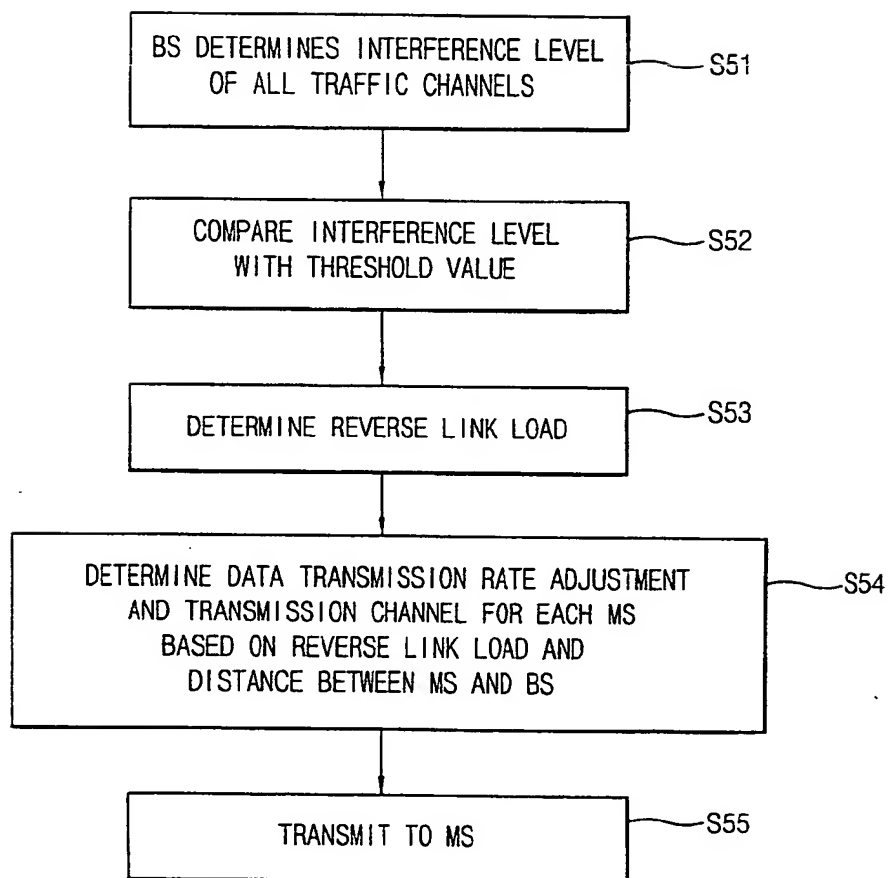 BS DETERMINES INTERFERENCE LEVEL
OF ALL TRAFFIC CHANNELS
S51
COMPARE INTERFERENCE LEVEL
WITH THRESHOLD VALUE
S52
DETERMINE REVERSE LINK LOAD
S53
DETERMINE DATA TRANSMISSION RATE ADJUSTMENT
AND TRANSMISSION CHANNEL FOR EACH MS
BASED ON REVERSE LINK LOAD AND
DISTANCE BETWEEN MS AND BS
S54
TRANSMIT TO MS
S55